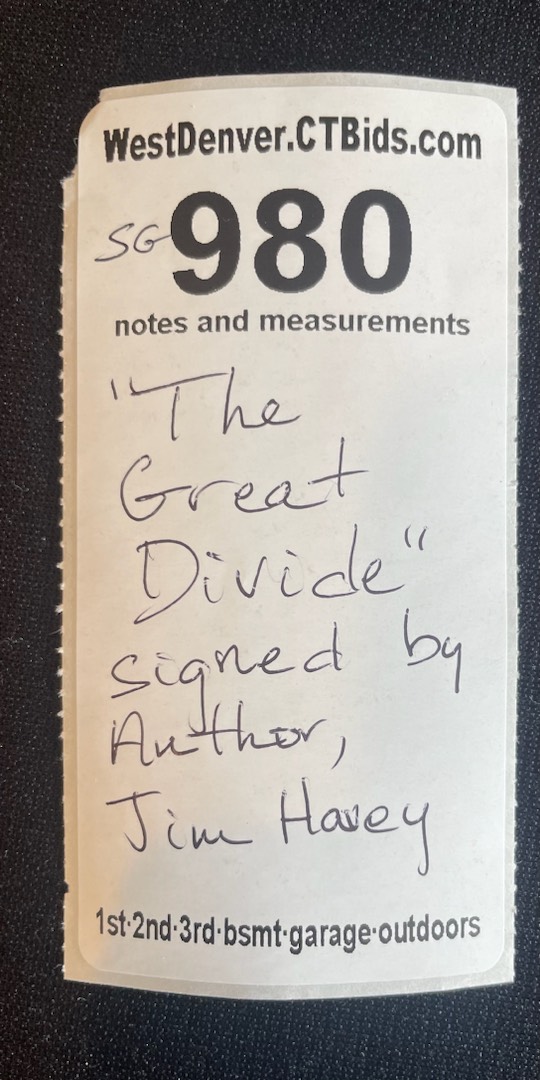 WestDenver.CTBids.com
SG 980
notes and measurements
"The
Great
Divide"
signed by
Author,
Jim Havey
1st·2nd·3rd·bsmt·garage·outdoors